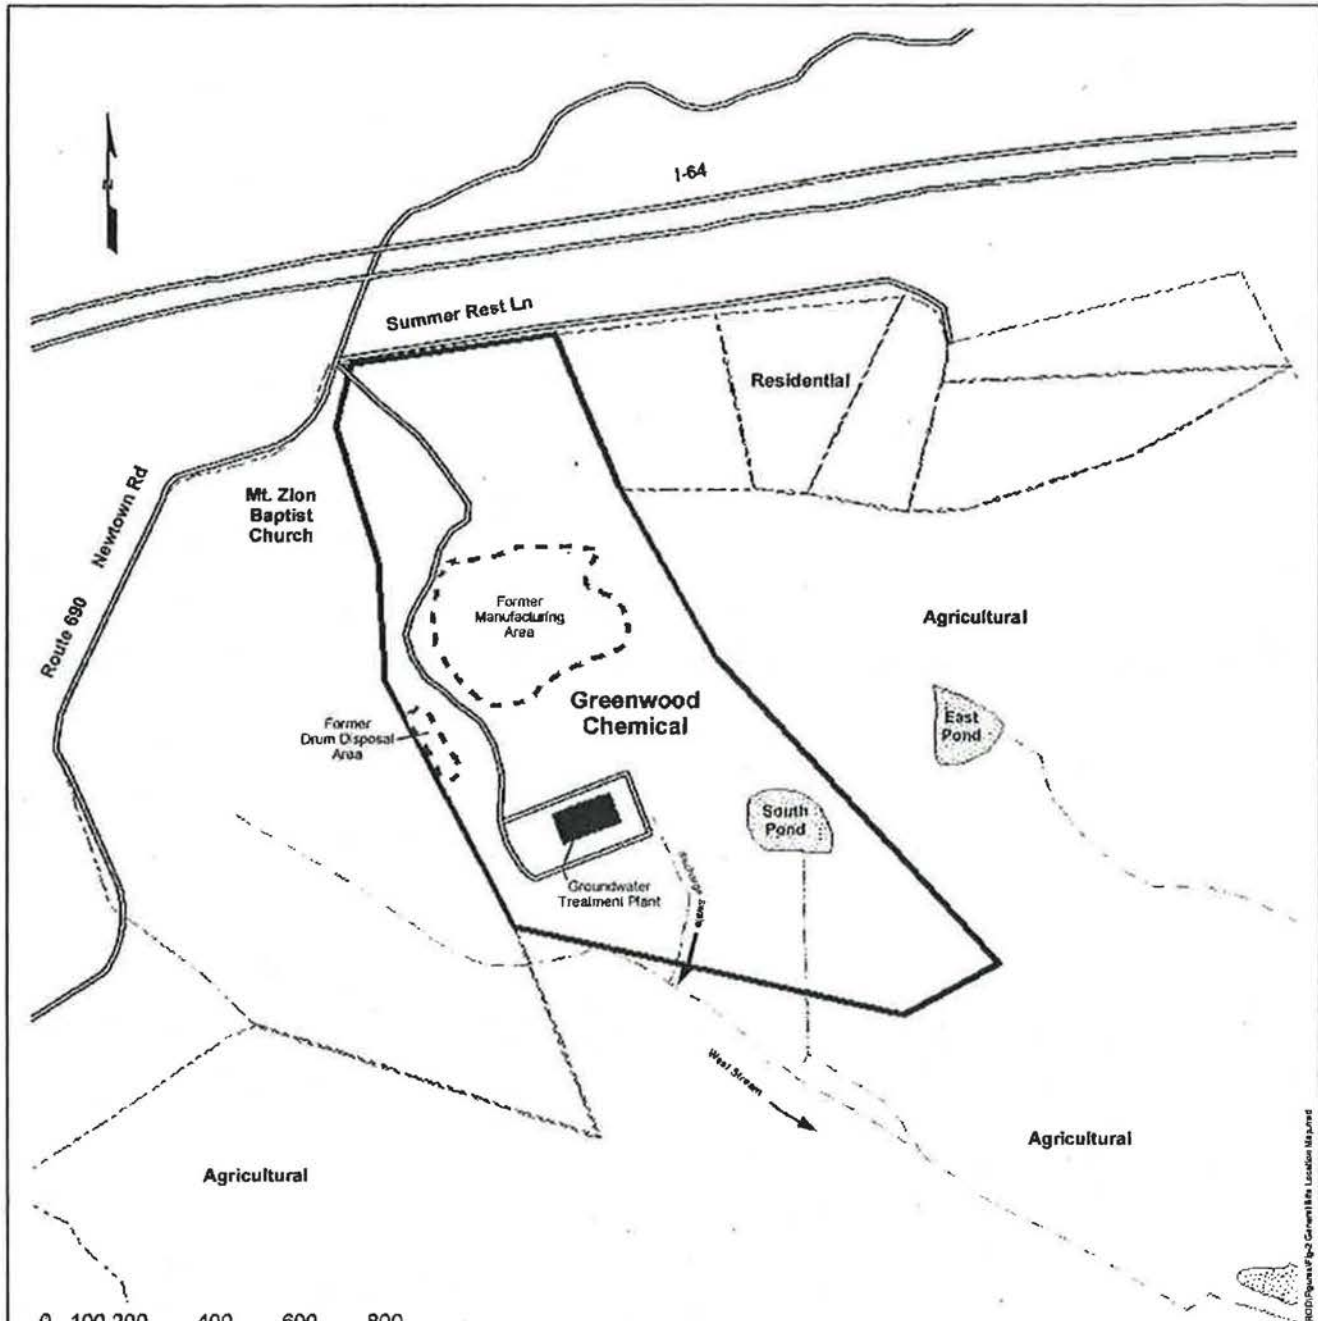 I-64
N
Summer Rest Ln
Residential
Mt. Zion
Baptist
Church
Route 690 Newtown Rd
Former
Manufacturing
Area
Agricultural
Greenwood
Chemical
Former
Drum Disposal
Area
East
Pond
South
Pond
Groundwater
Treatment Plant
Discharge
West Stream
Agricultural
Agricultural
0 100 200 400 600 800